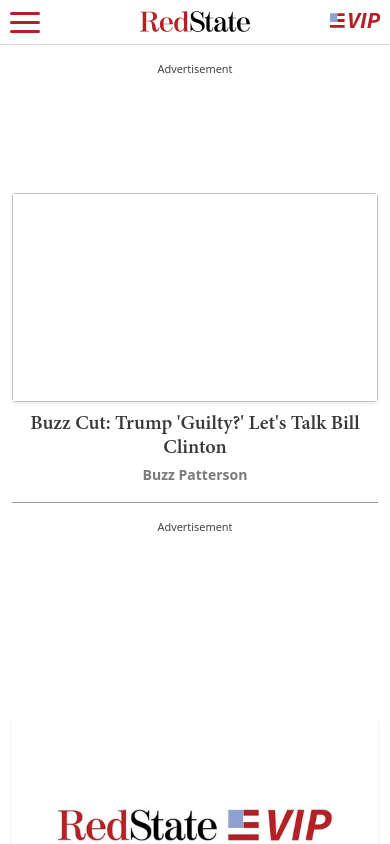 RedState VIP
Advertisement
Buzz Cut: Trump 'Guilty?' Let's Talk Bill
Clinton
Buzz Patterson
Advertisement
RedState VIP